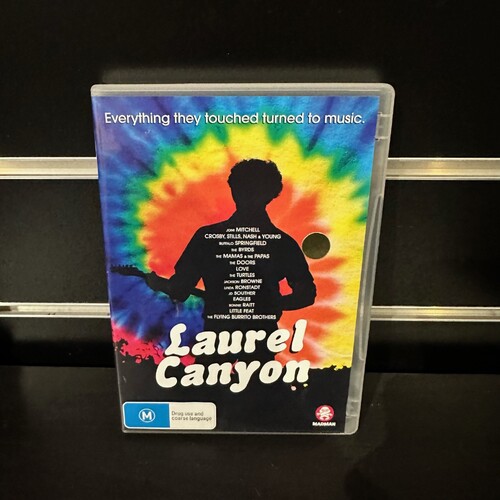 Everything they touched turned to music.
JONI MITCHELL
CROSBY, STILLS, NASH & YOUNG
BUFFALO SPRINGFIELD
THE BYRDS
THE MAMAS & THE PAPAS
THE DOORS
LOVE
THE TURTLES
JACKSON BROWNE
LINDA RONSTADT
JD SOUTHER
EAGLES
BONNIE RAITT
LITTLE FEAT
THE FLYING BURRITO BROTHERS
Laurel
Canyon
M
Drug use and
coarse language
MADMAN